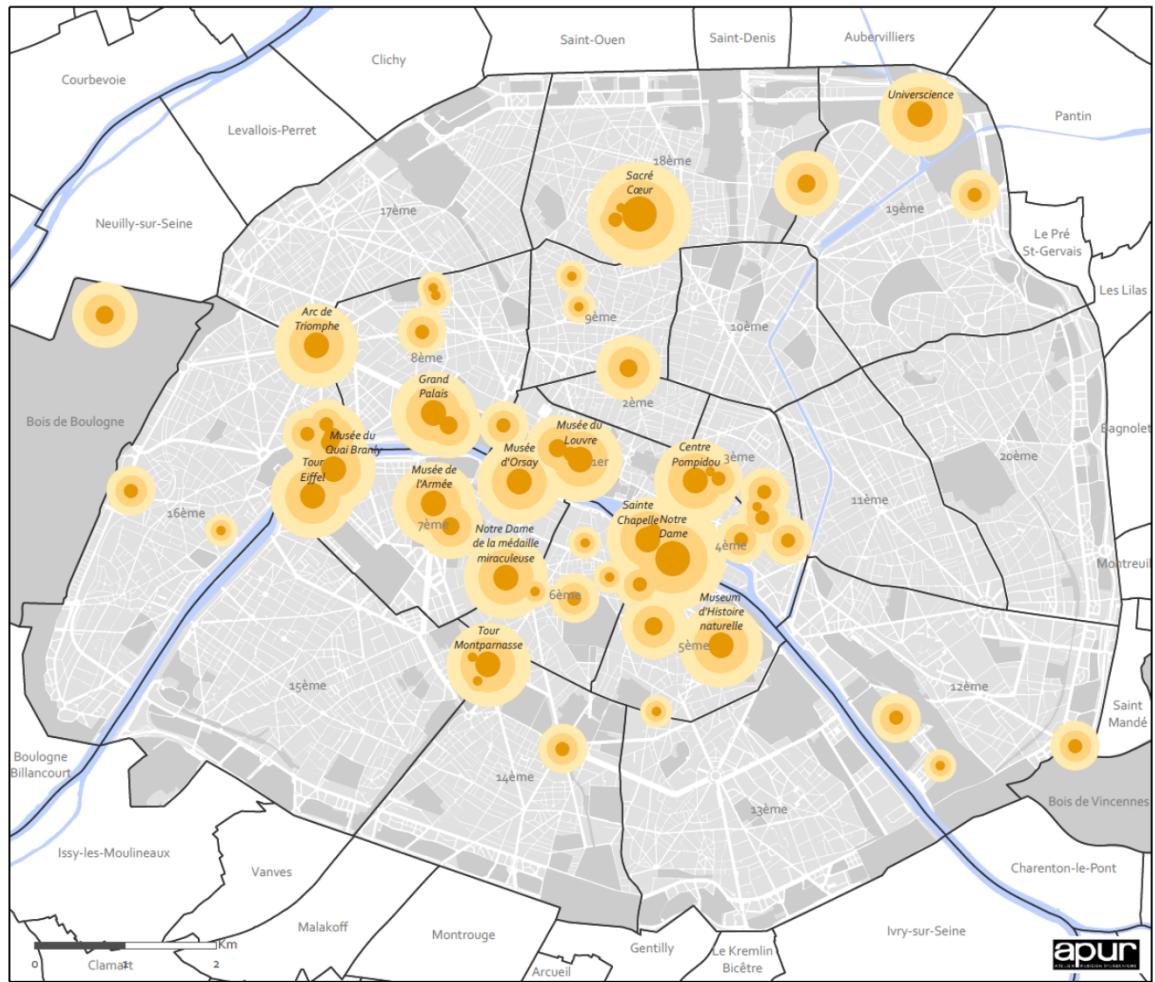 Saint-Ouen
Saint-Denis
Aubervilliers
Clichy
Courbevoie
Universcience
Pantin
Levallois-Perret
18ème
Sacré
Cœur
17ème
19ème
Neuilly-sur-Seine
Le Pré
St-Gervais
Les Lilas
Arc de
Triomphe
9ème
10ème
8ème
Grand
Palais
2ème
Bois de Boulogne
Musée du
Louvre
Bagnolet
Musée du
Quai Branly
Musée
d'Orsay
1er
Centre
Pompidou
3ème
20ème
Tour
Eiffel
Musée de
l'Armée
11ème
16ème
7ème
Sainte
Chapelle
Notre
Dame
Notre Dame
de la médaille
miraculeuse
4ème
Montreuil
6ème
Museum
d'Histoire
naturelle
Tour
Montparnasse
5ème
15ème
12ème
Saint
Mandé
Boulogne
Billancourt
14ème
13ème
Bois de Vincennes
Issy-les-Moulineaux
Vanves
Charenton-le-Pont
Malakoff
Montrouge
Gentilly
Le Kremlin
Bicêtre
Ivry-sur-Seine
Km
0 1 2
Clamart
Arcueil
apur